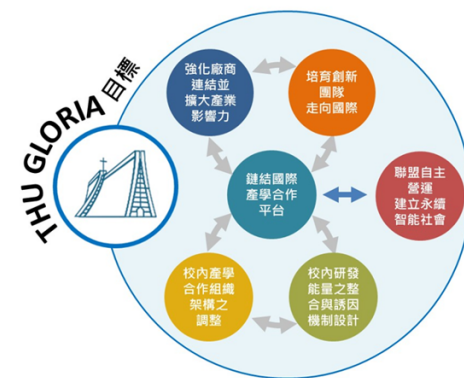 THU GLORIA 目標
強化廠商
連結並
擴大產業
影響力
培育創新
團隊
走向國際
鏈結國際
產學合作
平台
聯盟自主
營運
建立永續
智能社會
校內產學
合作組織
架構之
調整
校內研發
能量之整
合與誘因
機制設計